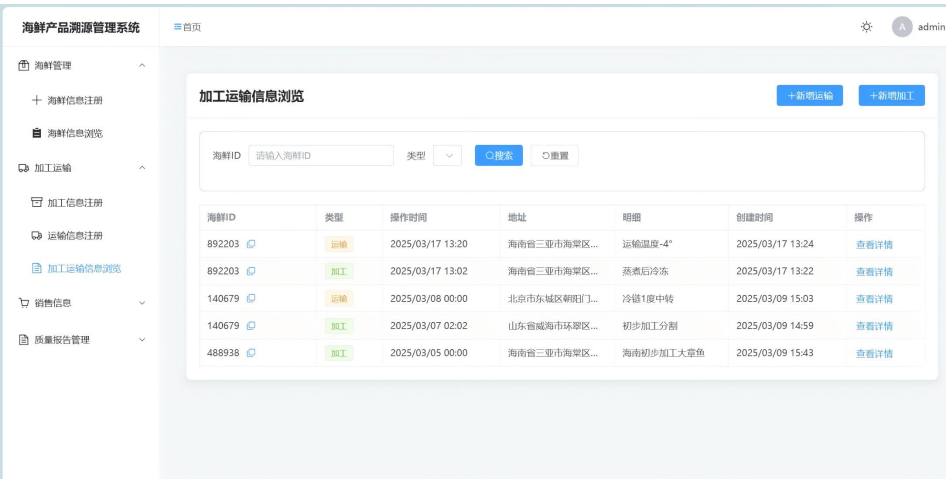 海鲜产品溯源管理系统
首页
A admin
海鲜管理
海鲜信息注册
海鲜信息浏览
加工运输
加工信息注册
运输信息注册
加工运输信息浏览
销售信息
质量报告管理
加工运输信息浏览
+新增运输 +新增加工
海鲜ID 请输入海鲜ID 类型 搜索 重置
海鲜ID 类型 操作时间 地址 明细 创建时间 操作
892203 运输 2025/03/17 13:20 海南省三亚市海棠区... 运输温度-4° 2025/03/17 13:24 查看详情
892203 加工 2025/03/17 13:02 海南省三亚市海棠区... 蒸煮后冷冻 2025/03/17 13:22 查看详情
140679 运输 2025/03/08 00:00 北京市东城区朝阳门... 冷链1度中转 2025/03/09 15:03 查看详情
140679 加工 2025/03/07 02:02 山东省威海市环翠区... 初步加工分割 2025/03/09 14:59 查看详情
488938 加工 2025/03/05 00:00 海南省三亚市海棠区... 海南初步加工大章鱼 2025/03/09 15:43 查看详情